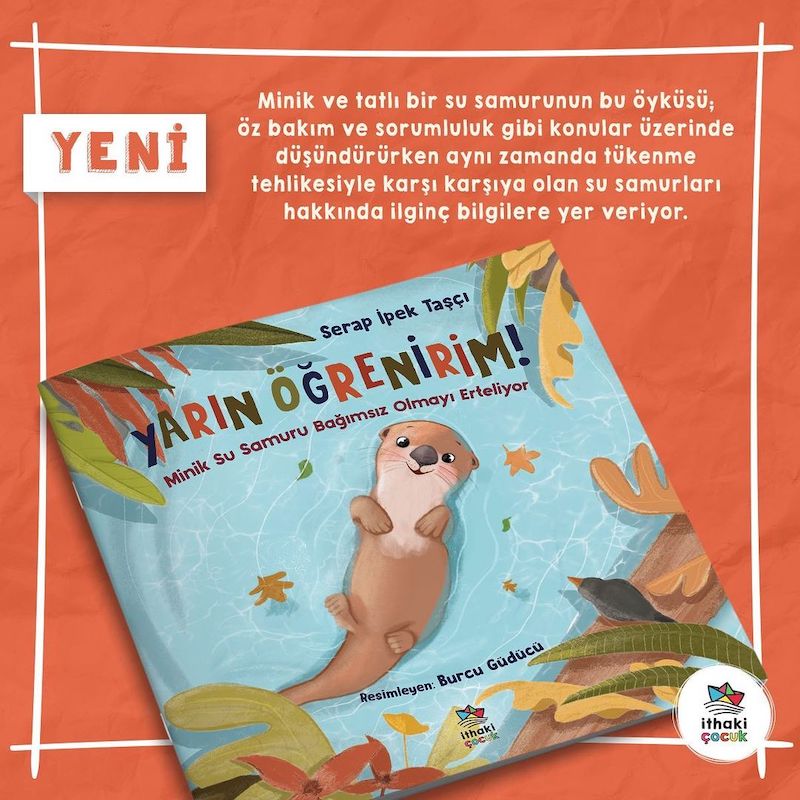 YENİ
Minik ve tatlı bir su samurunun bu öyküsü;
öz bakım ve sorumluluk gibi konular üzerinde
düşündürürken aynı zamanda tükenme
tehlikesiyle karşı karşıya olan su samurları
hakkında ilginç bilgilere yer veriyor.
Serap İpek Taşçı
YARIN ÖĞRENİRİM!
Minik Su Samuru Bağımsız Olmayı Erteliyor
Resimleyen: Burcu Güdücü
ithaki
çocuk
ithaki
çocuk